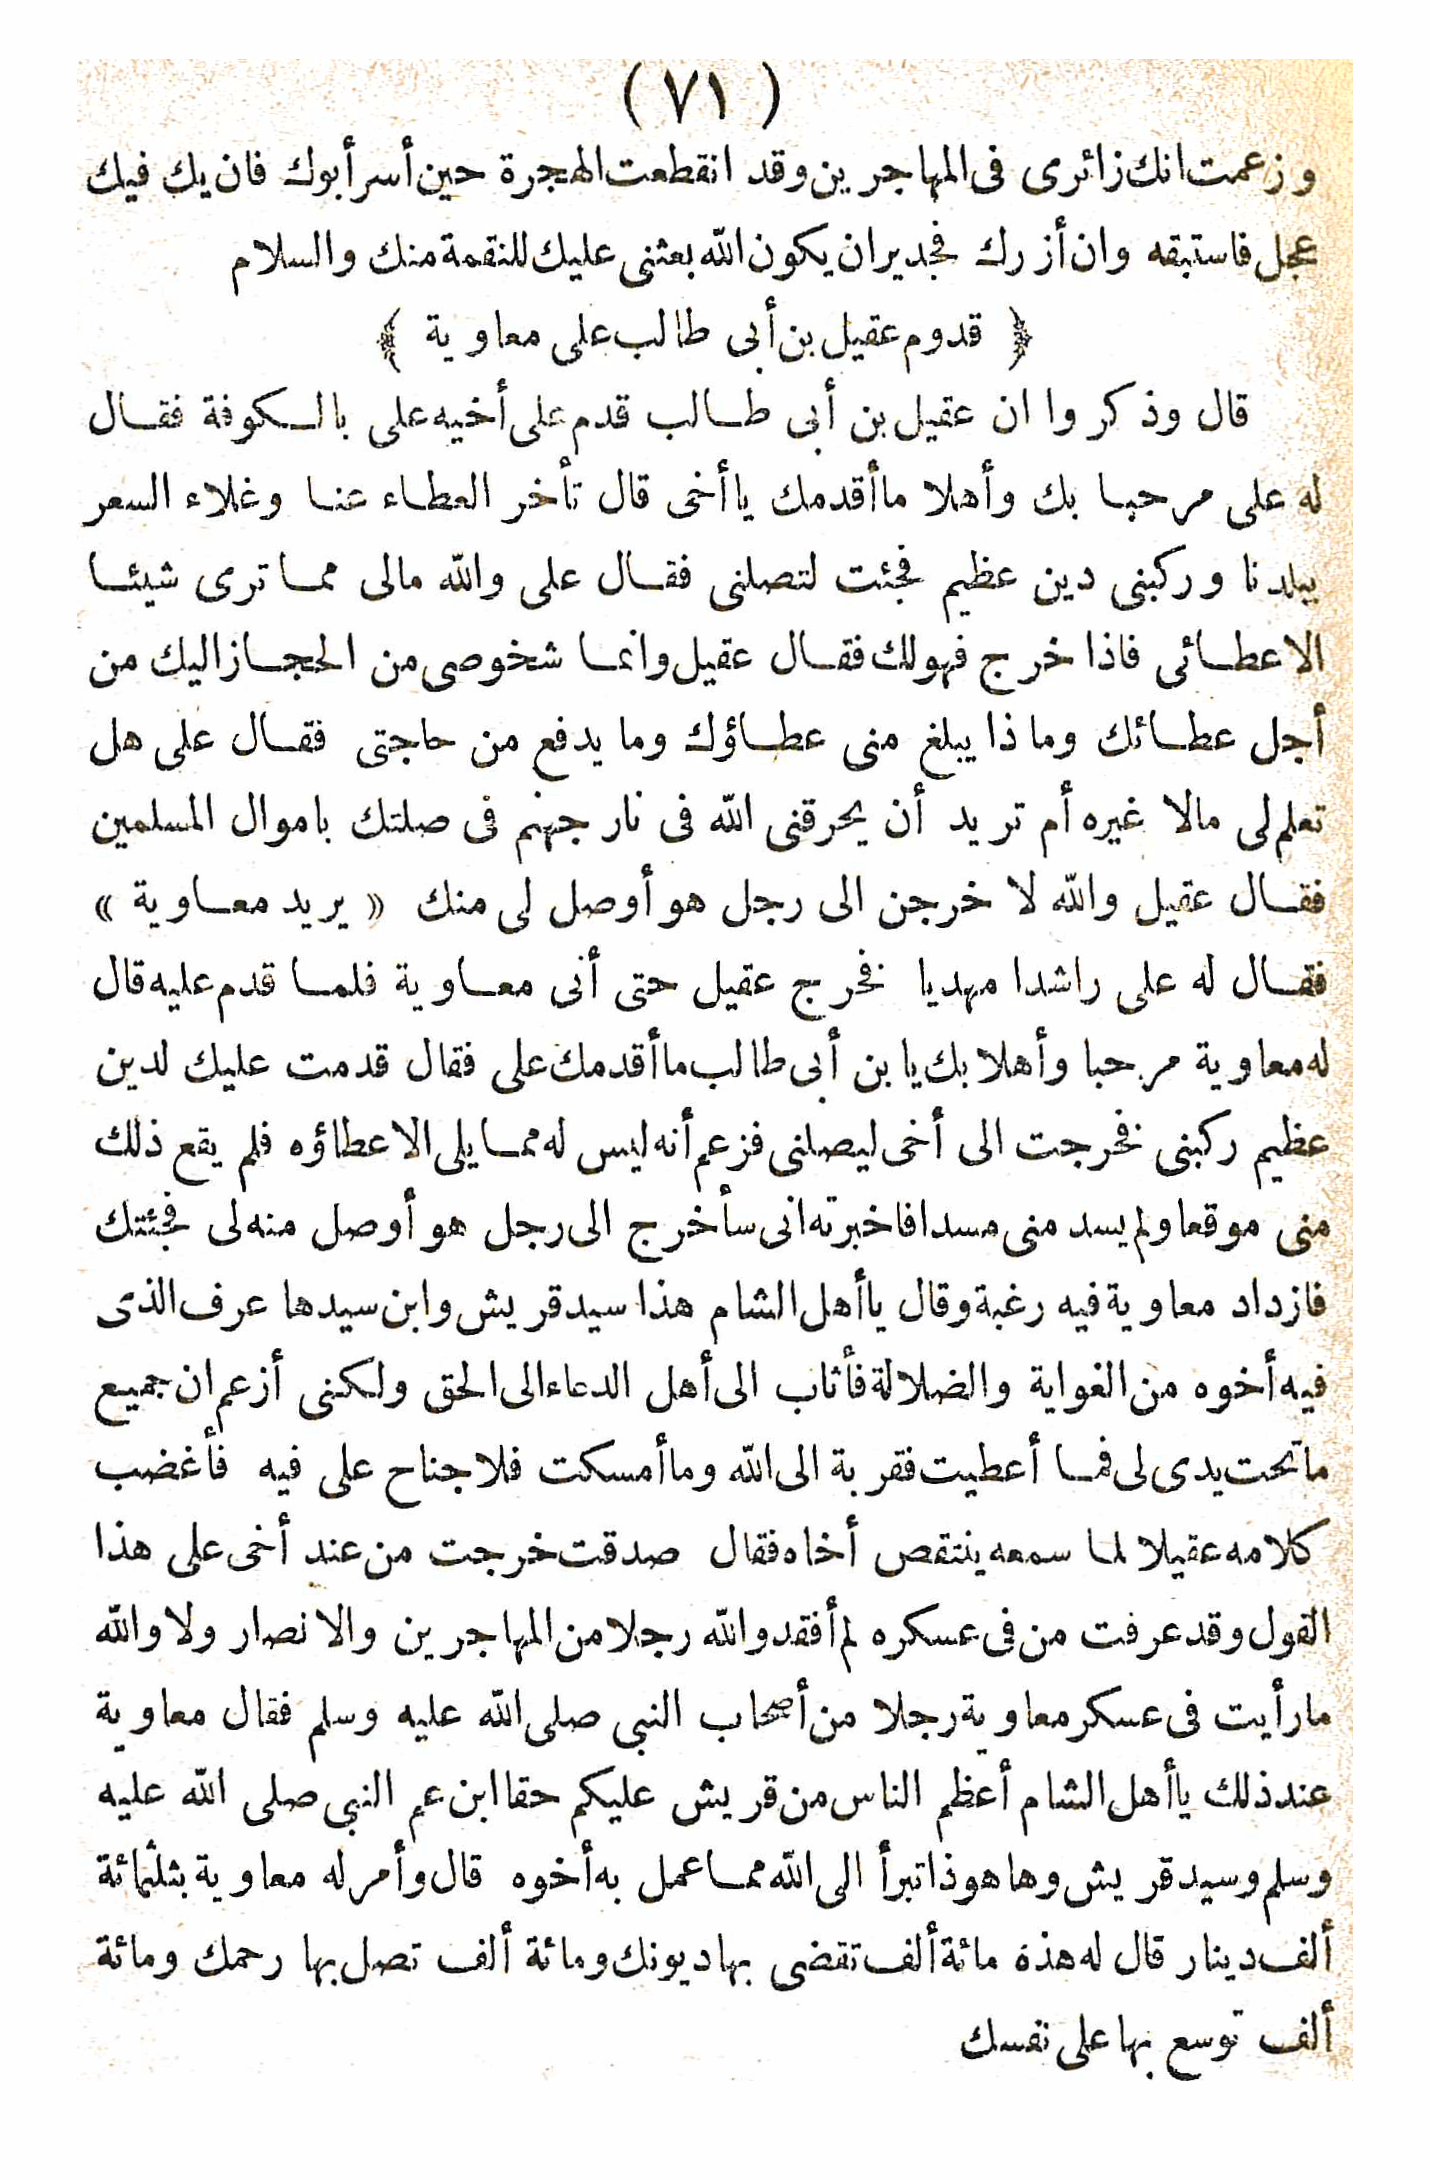 (٧١)
وزعمت انك زائرى فى المهاجرين وقد انقطعت الهجرة حين أسر أبوك فان يك فيك
عجل فاستبقه وان أزرك فجدير ان يكون الله بعثنى عليك للنقمة منك والسلام
﴿ قدوم عقيل بن أبى طالب على معاوية ﴾
قال وذكروا ان عقيل بن أبى طالب قدم على أخيه على بالكوفة فقال
له على مرحبا بك وأهلا ما أقدمك يا أخى قال تأخر العطاء عنا وغلاء السعر
ببلدنا وركبنى دين عظيم فجئت لتصلنى فقال على والله مالى مما ترى شيئا
الا عطائى فاذا خرج فهو لك فقال عقيل وانما شخوصى من الحجاز اليك من
أجل عطائك وما ذا يبلغ منى عطاؤك وما يدفع من حاجتى فقال على هل
تعلم لى مالا غيره أم تريد أن يحرقنى الله فى نار جهنم فى صلتك باموال المسلمين
فقال عقيل والله لا خرجن الى رجل هو أوصل لى منك « يريد معاوية »
فقال له على راشدا مهديا فخرج عقيل حتى أتى معاوية فلما قدم عليه قال
له معاوية مرحبا وأهلا بك يا بن أبى طالب ما أقدمك على فقال قدمت عليك لدين
عظيم ركبنى فخرجت الى أخى ليصلنى فزعم أنه ليس له مما يلى الا عطاؤه فلم يقع ذلك
منى موقعا ولم يسد منى مسدا فاخبرته انى سأخرج الى رجل هو أوصل منه لى فجئتك
فازداد معاوية فيه رغبة وقال يا أهل الشام هذا سيد قريش وابن سيدها عرف الذى
فيه أخوه من الغواية والضلالة فأثاب الى أهل الدعاء الى الحق ولكنى أزعم ان جميع
ما تحت يدى لى فما أعطيت فقربة الى الله وما أمسكت فلا جناح على فيه فأغضب
كلامه عقيلا لما سمعه ينتقص أخاه فقال صدقت خرجت من عند أخى على هذا
القول وقد عرفت من فى عسكره لم أفقد والله رجلا من المهاجرين والانصار ولا والله
ما رأيت فى عسكر معاوية رجلا من أصحاب النبى صلى الله عليه وسلم فقال معاوية
عند ذلك يا أهل الشام أعظم الناس من قريش عليكم حقا ابن عم النبى صلى الله عليه
وسلم وسيد قريش وها هو ذا تبرأ الى الله مما عمل به أخوه قال وأمر له معاوية بثلثمائة
ألف دينار قال له هذه مائة ألف تقضى بها ديونك ومائة ألف تصل بها رحمك ومائة
ألف توسع بها على نفسك